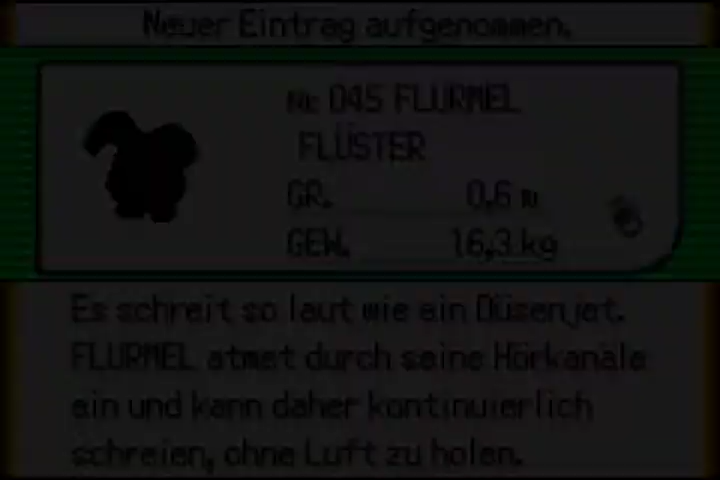 Neuer Eintrag aufgenommen.
Nr. 045 FLURMEL
FLÜSTER
GR. 0,6 m
GEW. 16,3 kg
Es schreit so laut wie ein Düsenjet.
FLURMEL atmet durch seine Hörkanäle
ein und kann daher kontinuierlich
schreien, ohne Luft zu holen.